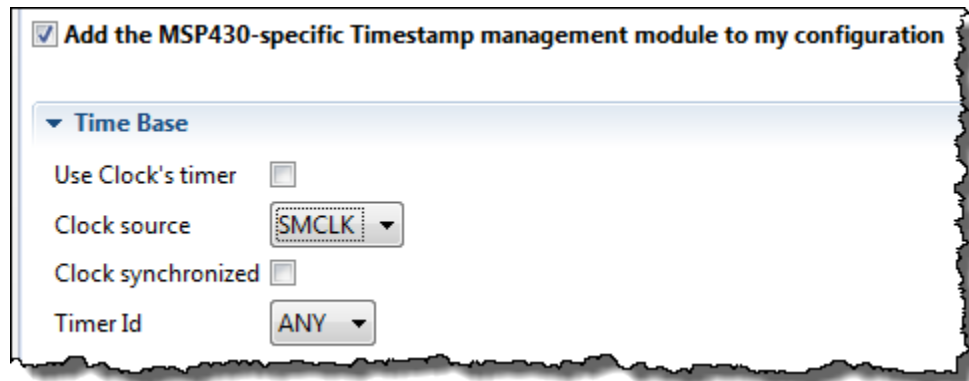 Add the MSP430-specific Timestamp management module to my configuration
Time Base
Use Clock's timer
Clock source SMCLK
Clock synchronized
Timer Id ANY